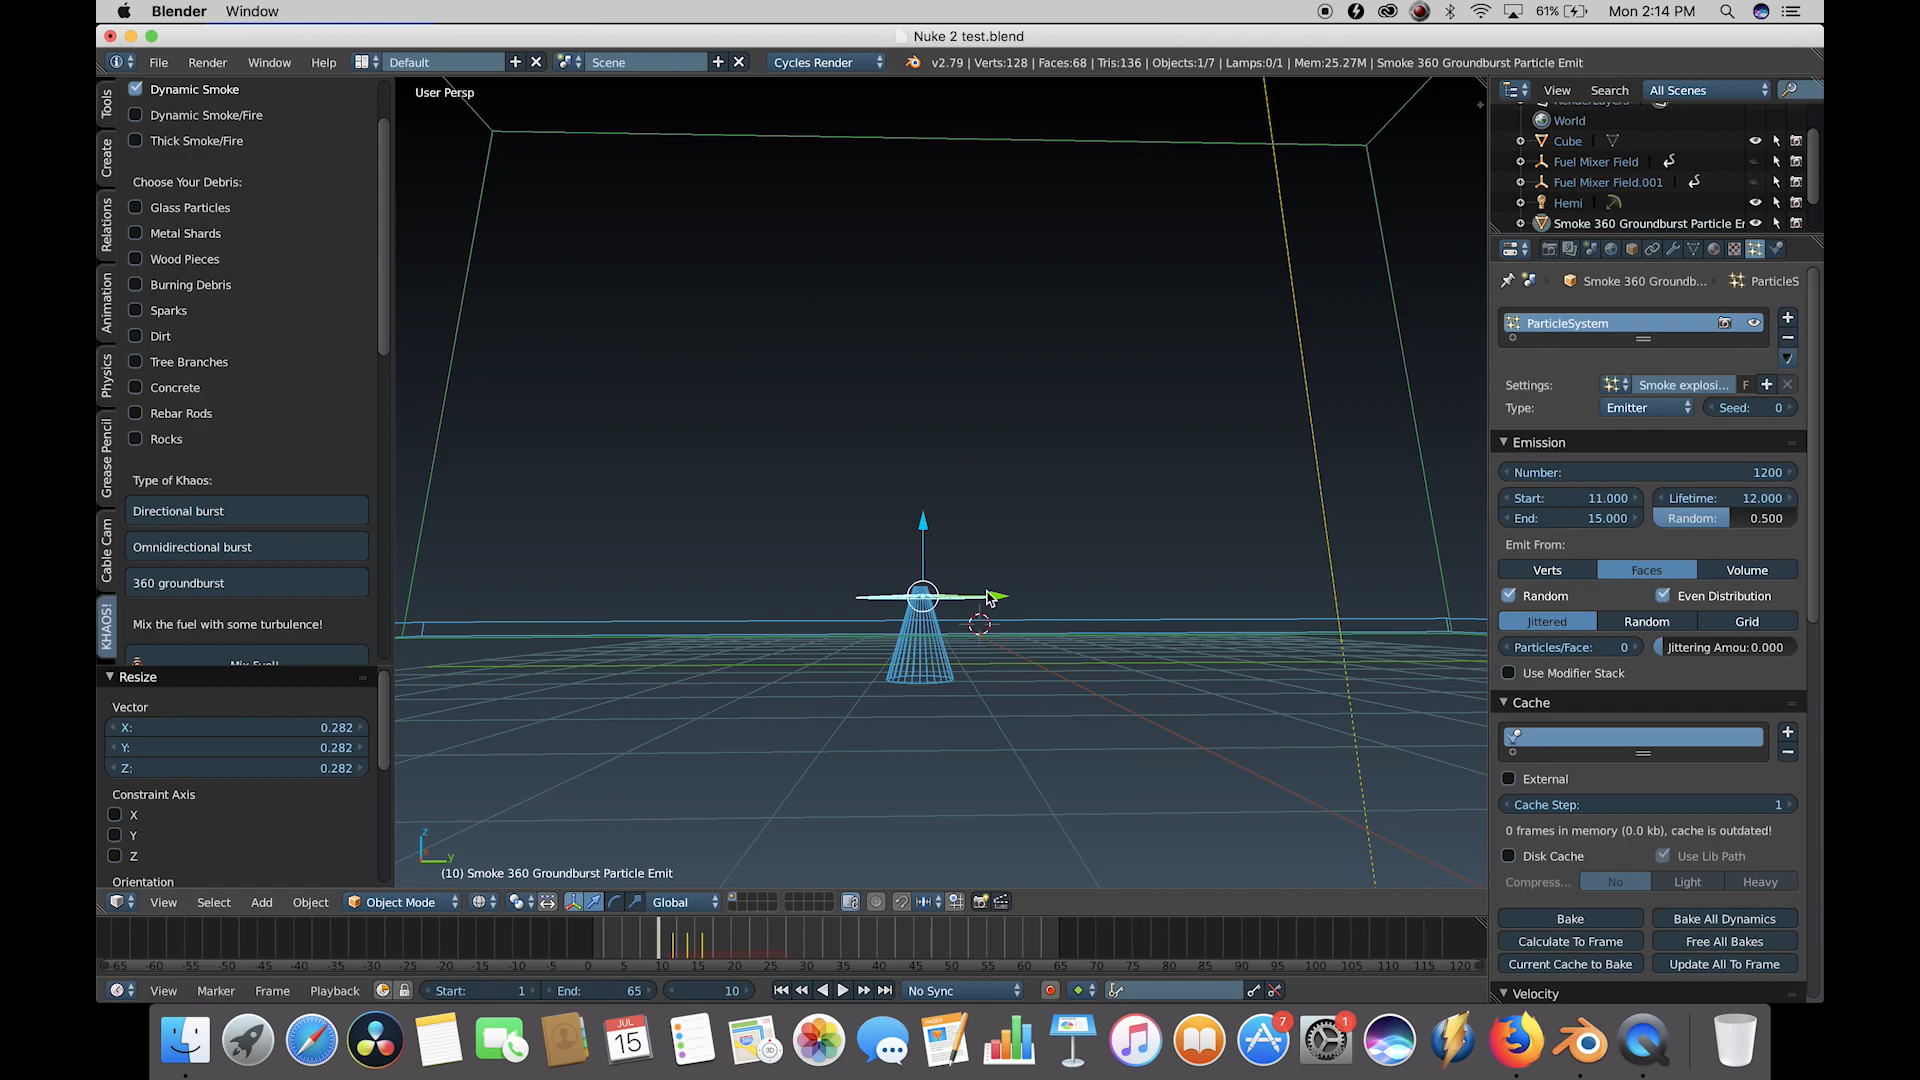 Blender Window
61% Mon 2:14 PM
Nuke 2 test.blend
File Render Window Help Default Scene Cycles Render v2.79 | Verts:128 | Faces:68 | Tris:136 | Objects:1/7 | Lamps:0/1 | Mem:25.27M | Smoke 360 Groundburst Particle Emit
Tools
Create
Relations
Animation
Physics
Grease Pencil
Cable Cam
KHAOS!
Dynamic Smoke
Dynamic Smoke/Fire
Thick Smoke/Fire
Choose Your Debris:
Glass Particles
Metal Shards
Wood Pieces
Burning Debris
Sparks
Dirt
Tree Branches
Concrete
Rebar Rods
Rocks
Type of Khaos:
Directional burst
Omnidirectional burst
360 groundburst
Mix the fuel with some turbulence!
Mix Fuel!
Resize
Vector
X: 0.282
Y: 0.282
Z: 0.282
Constraint Axis
X
Y
Z
Orientation
User Persp
z
y
(10) Smoke 360 Groundburst Particle Emit
View Search All Scenes
RenderLayers
World
Cube
Fuel Mixer Field
Fuel Mixer Field.001
Hemi
Smoke 360 Groundburst Particle Er
Smoke 360 Groundb... ParticleS
ParticleSystem
Settings: Smoke explosi... F
Type: Emitter Seed: 0
Emission
Number: 1200
Start: 11.000 Lifetime: 12.000
End: 15.000 Random: 0.500
Emit From:
Verts Faces Volume
Random Even Distribution
Jittered Random Grid
Particles/Face: 0 Jittering Amou: 0.000
Use Modifier Stack
Cache
External
Cache Step: 1
0 frames in memory (0.0 kb), cache is outdated!
Disk Cache Use Lib Path
Compress... No Light Heavy
Bake Bake All Dynamics
Calculate To Frame Free All Bakes
Current Cache to Bake Update All To Frame
Velocity
View Select Add Object Object Mode Global
-65 -60 -55 -50 -45 -40 -35 -30 -25 -20 -15 -10 -5 0 5 10 15 20 25 30 35 40 45 50 55 60 65 70 75 80 85 90 95 100 105 110 115 120
View Marker Frame Playback Start: 1 End: 65 10 No Sync
JUL
15
3D
7
1